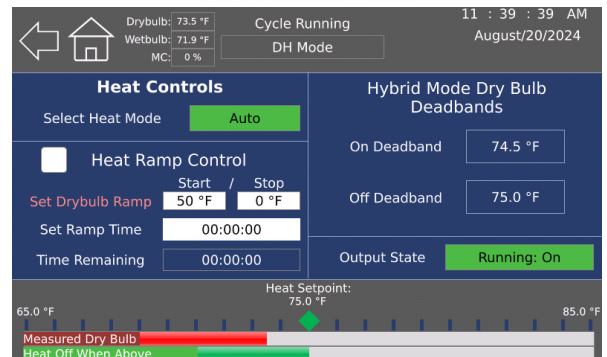 Drybulb: 73.5 °F
Wetbulb: 71.9 °F
MC: 0 %
Cycle Running
DH Mode
11 : 39 : 39 AM
August/20/2024
Heat Controls
Select Heat Mode Auto
Heat Ramp Control
Start / Stop
Set Drybulb Ramp 50 °F 0 °F
Set Ramp Time 00:00:00
Time Remaining 00:00:00
Hybrid Mode Dry Bulb
Deadbands
On Deadband 74.5 °F
Off Deadband 75.0 °F
Output State Running: On
Heat Setpoint:
75.0 °F
65.0 °F 85.0 °F
Measured Dry Bulb
Heat Off When Above